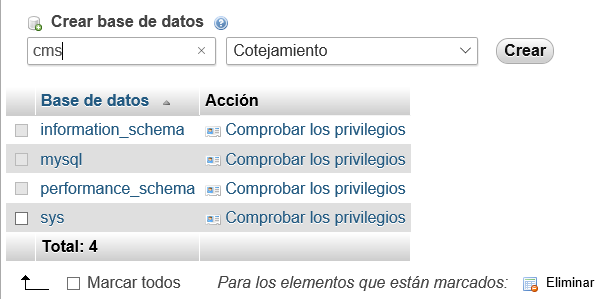 Crear base de datos
cms × Cotejamiento Crear
Base de datos Acción
information_schema Comprobar los privilegios
mysql Comprobar los privilegios
performance_schema Comprobar los privilegios
sys Comprobar los privilegios
Total: 4
Marcar todos Para los elementos que están marcados: Eliminar